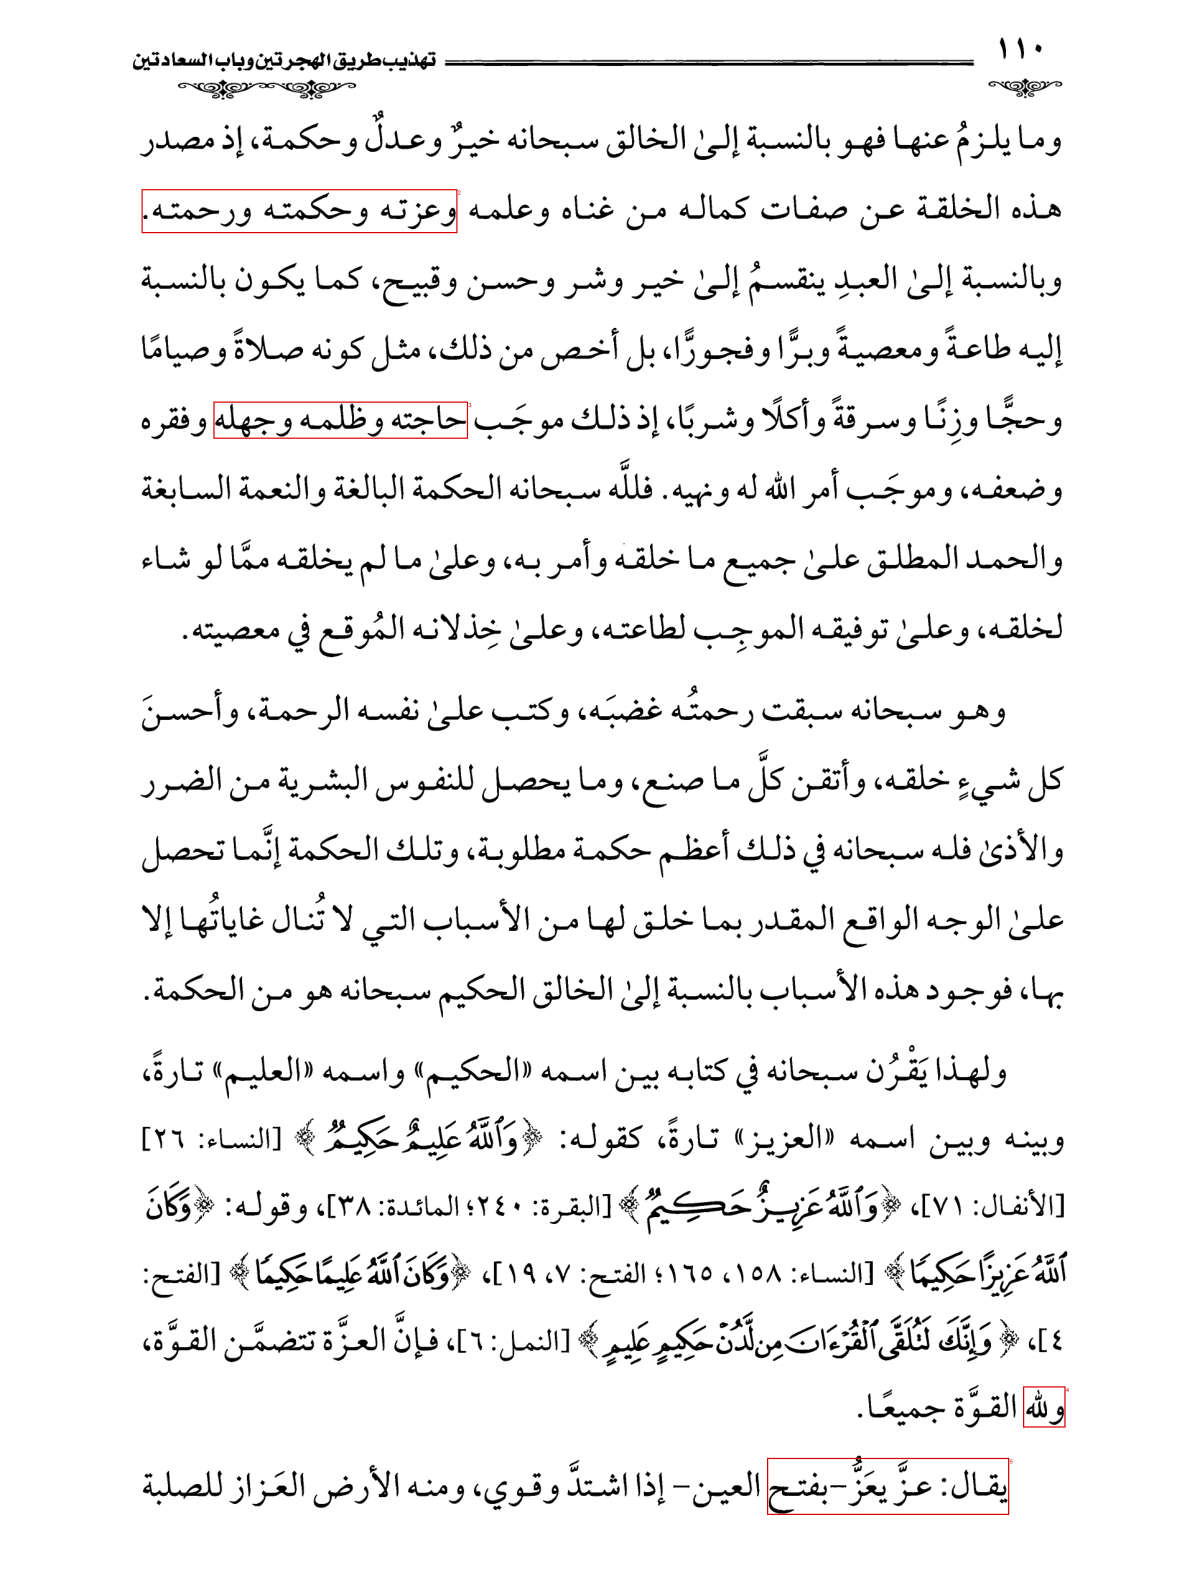 ١١٠ تهذيب طريق الهجرتين وباب السعادتين
وما يلزمُ عنها فهو بالنسبة إلىٰ الخالق سبحانه خيرٌ وعدلٌ وحكمة، إذ مصدر
هذه الخلقة عن صفات كماله من غناه وعلمه وعزته وحكمته ورحمته.
وبالنسبة إلىٰ العبدِ ينقسمُ إلىٰ خير وشر وحسن وقبيح، كما يكون بالنسبة
إليه طاعةً ومعصيةً وبرًّا وفجورًّا، بل أخص من ذلك، مثل كونه صلاةً وصيامًا
وحجًّا وزِنًا وسرقةً وأكلًا وشربًا، إذ ذلك موجَب حاجته وظلمه وجهله وفقره
وضعفه، وموجَب أمر الله له ونهيه. فللَّه سبحانه الحكمة البالغة والنعمة السابغة
والحمد المطلق علىٰ جميع ما خلقه وأمر به، وعلىٰ ما لم يخلقه ممَّا لو شاء
لخلقه، وعلىٰ توفيقه الموجِب لطاعته، وعلىٰ خِذلانه المُوقع في معصيته.
وهو سبحانه سبقت رحمتُه غضبَه، وكتب علىٰ نفسه الرحمة، وأحسنَ
كل شيءٍ خلقه، وأتقن كلَّ ما صنع، وما يحصل للنفوس البشرية من الضرر
والأذىٰ فله سبحانه في ذلك أعظم حكمة مطلوبة، وتلك الحكمة إنَّما تحصل
علىٰ الوجه الواقع المقدر بما خلق لها من الأسباب التي لا تُنال غاياتُها إلا
بها، فوجود هذه الأسباب بالنسبة إلىٰ الخالق الحكيم سبحانه هو من الحكمة.
ولهذا يَقْرُن سبحانه في كتابه بين اسمه «الحكيم» واسمه «العليم» تارةً،
وبينه وبين اسمه «العزيز» تارةً، كقوله: ﴿وَٱللَّهُ عَلِيمٌ حَكِيمٌ﴾ [النساء: ٢٦]
[الأنفال: ٧١]، ﴿وَٱللَّهُ عَزِيزٌ حَكِيمٌ﴾ [البقرة: ٢٤٠؛ المائدة: ٣٨]، وقوله: ﴿وَكَانَ
ٱللَّهُ عَزِيزًا حَكِيمًا﴾ [النساء: ١٥٨، ١٦٥؛ الفتح: ٧، ١٩]، ﴿وَكَانَ ٱللَّهُ عَلِيمًا حَكِيمًا﴾ [الفتح:
٤]، ﴿وَإِنَّكَ لَتُلَقَّى ٱلْقُرْءَانَ مِن لَّدُنْ حَكِيمٍ عَلِيمٍ﴾ [النمل: ٦]، فإنَّ العزَّة تتضمَّن القوَّة،
ولله القوَّة جميعًا.
يقال: عزَّ يعَزُّ -بفتح العين- إذا اشتدَّ وقوي، ومنه الأرض العَزاز للصلبة